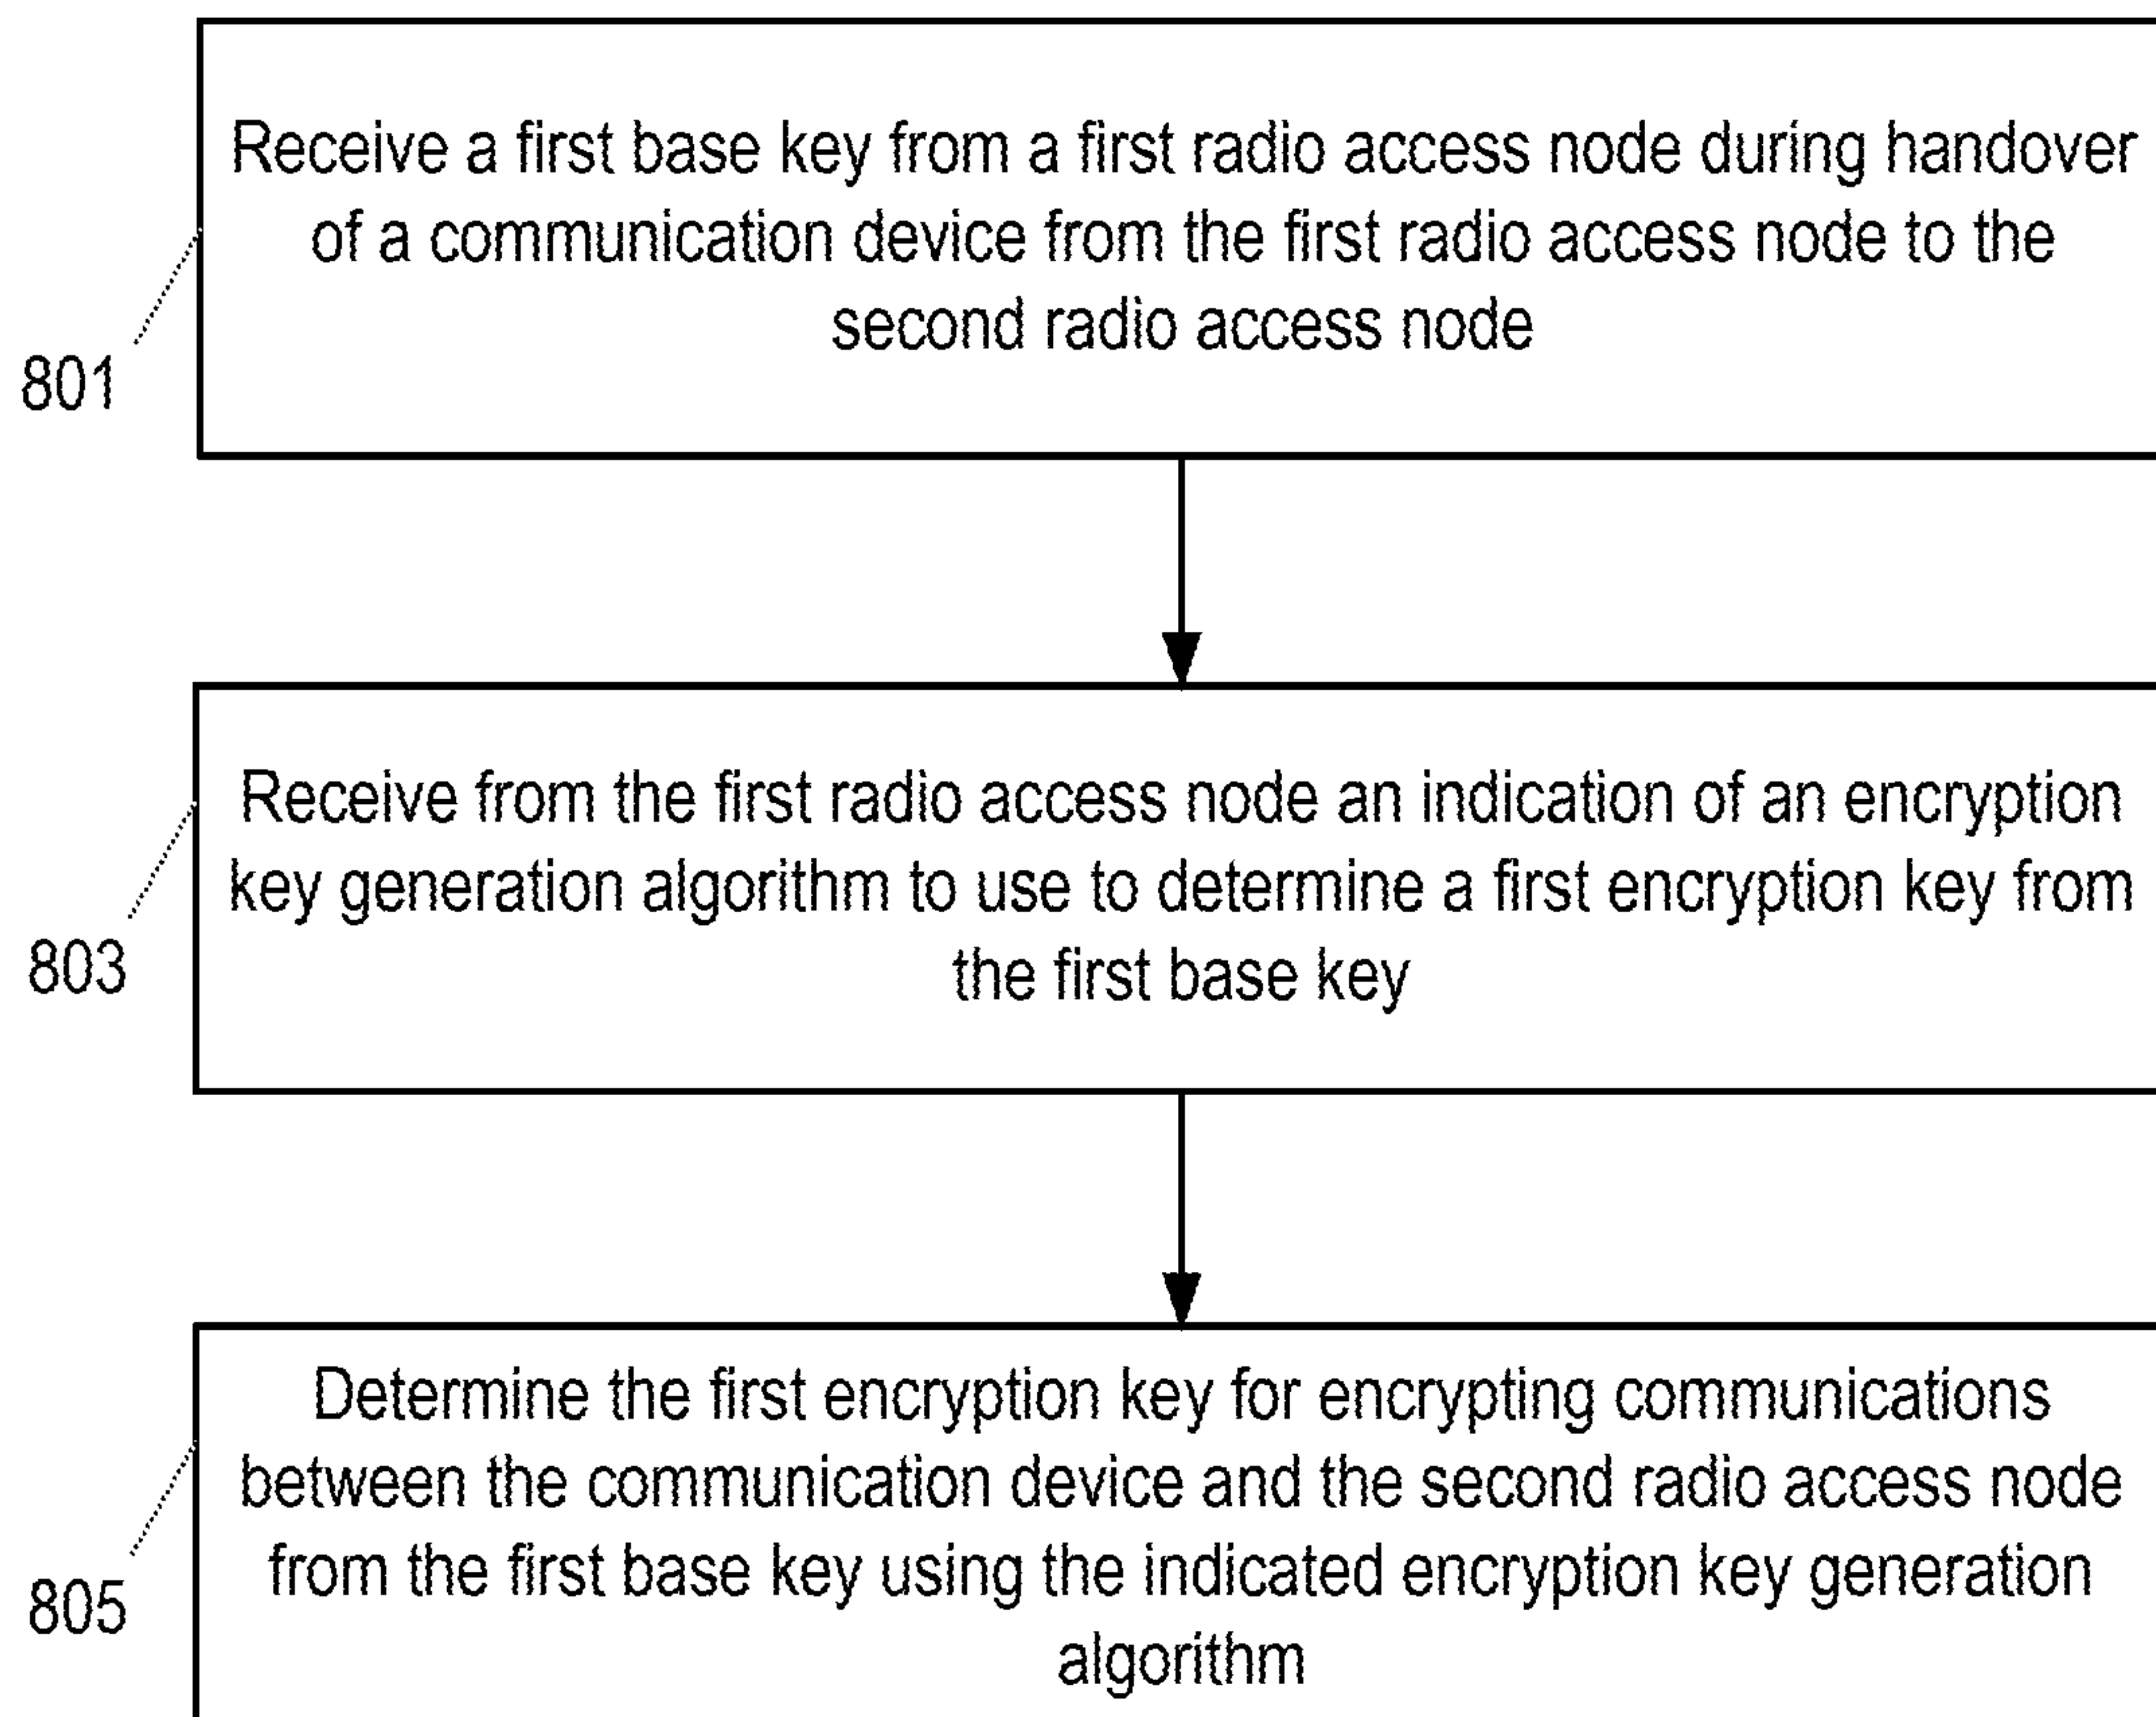 Receive a first base key from a first radio access node during handover
of a communication device from the first radio access node to the
second radio access node
801
Receive from the first radio access node an indication of an encryption
key generation algorithm to use to determine a first encryption key from
the first base key
803
Determine the first encryption key for encrypting communications
between the communication device and the second radio access node
from the first base key using the indicated encryption key generation
algorithm
805